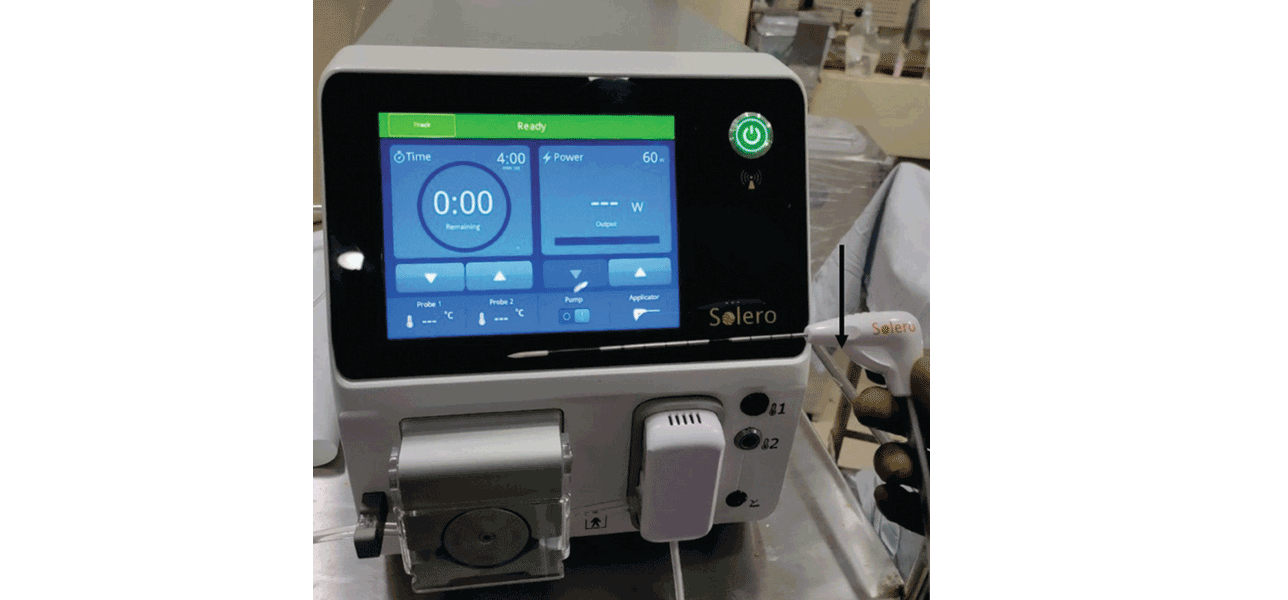 Ready
Time
4:00
0:00
Remaining
Power
60
--- W
Output
Probe 1
--- °C
Probe 2
--- °C
Pump
Applicator
Solero
Solero
1
2